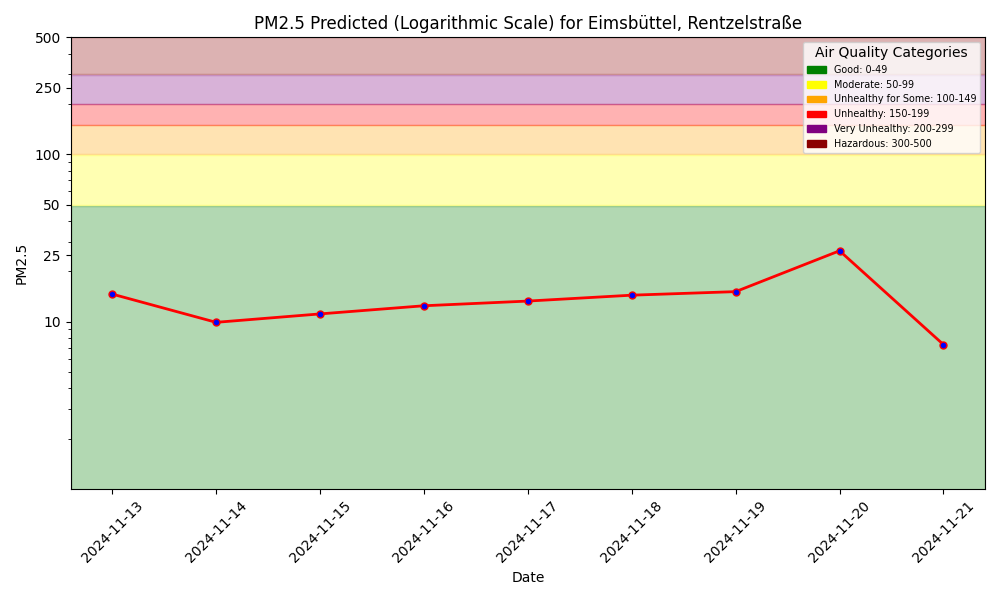 PM2.5 Predicted (Logarithmic Scale) for Eimsbüttel, Rentzelstraße
Air Quality Categories
Good: 0-49
Moderate: 50-99
Unhealthy for Some: 100-149
Unhealthy: 150-199
Very Unhealthy: 200-299
Hazardous: 300-500
500
250
100
50
25
10
PM2.5
2024-11-13
2024-11-14
2024-11-15
2024-11-16
2024-11-17
2024-11-18
2024-11-19
2024-11-20
2024-11-21
Date